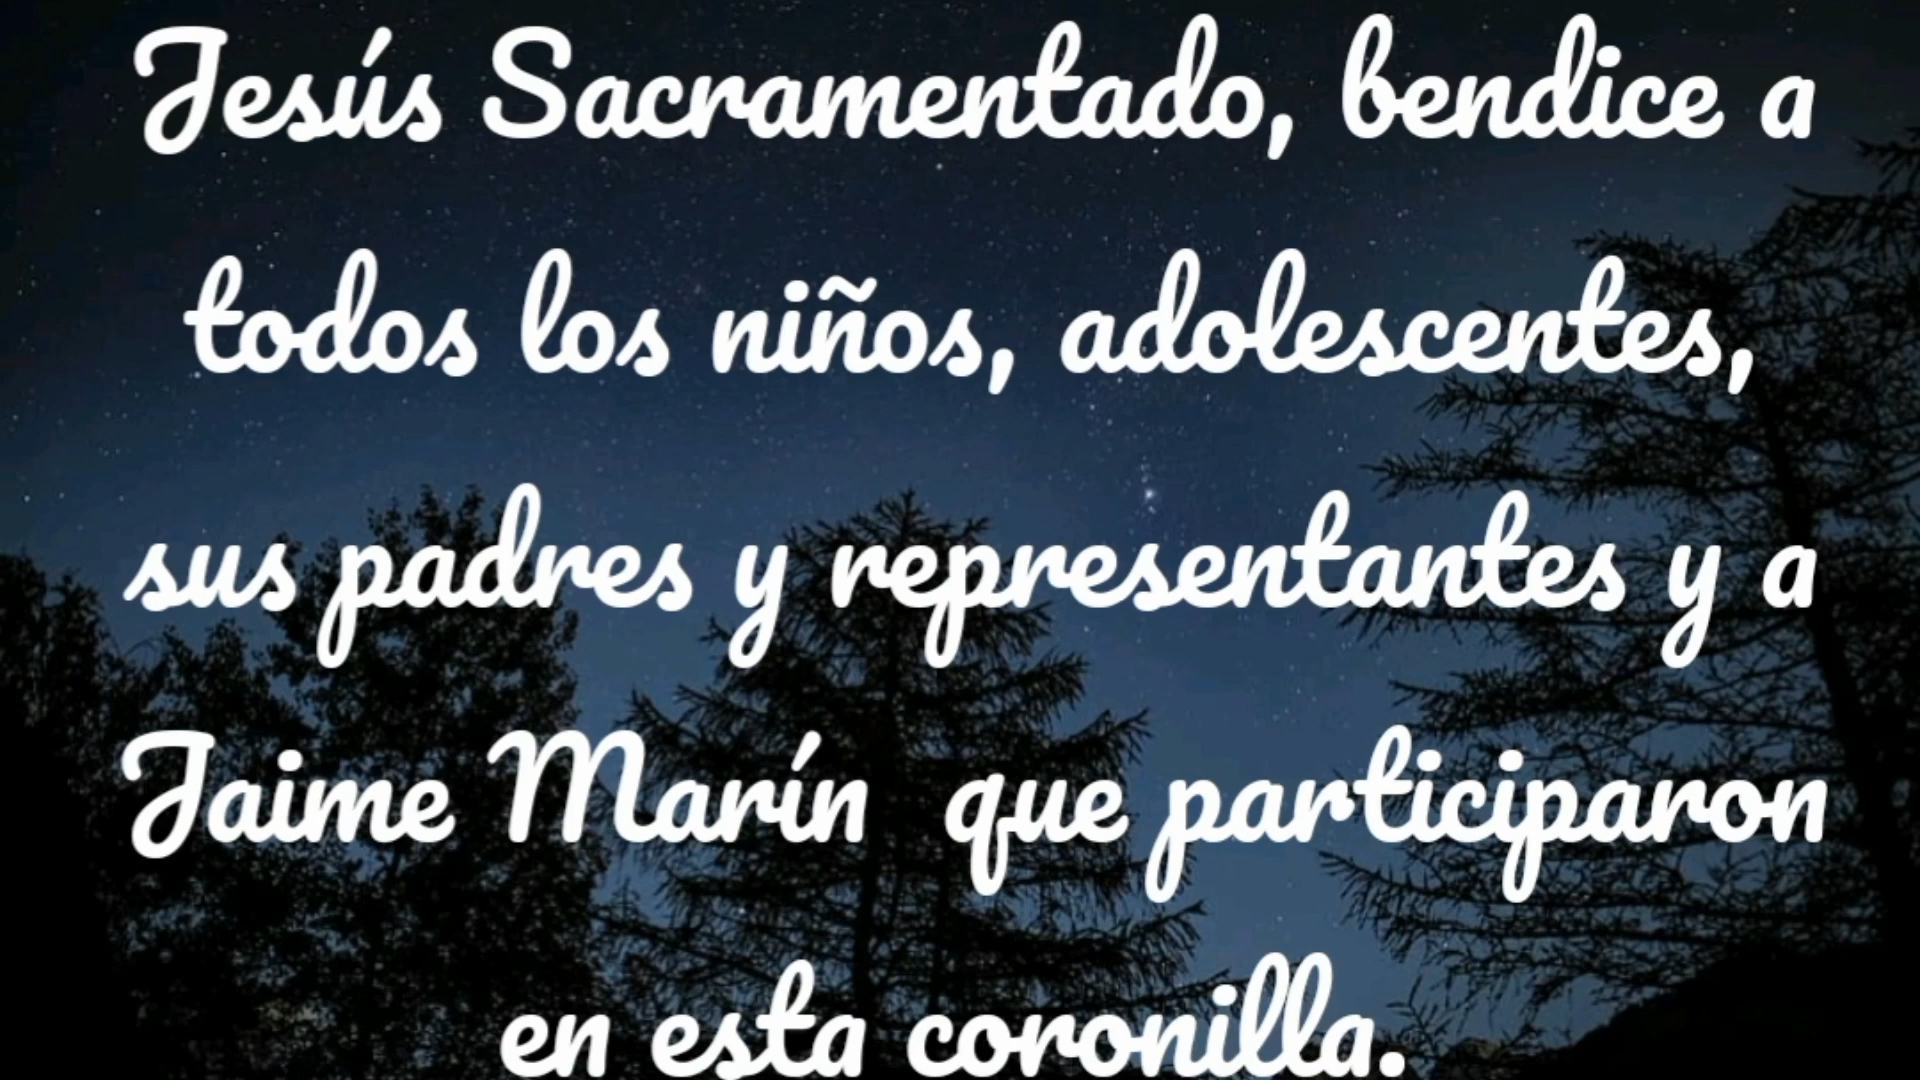 Jesús Sacramentado, bendice a
todos los niños, adolescentes,
sus padres y representantes y a
Jaime Marín  que participaron
en esta coronilla.